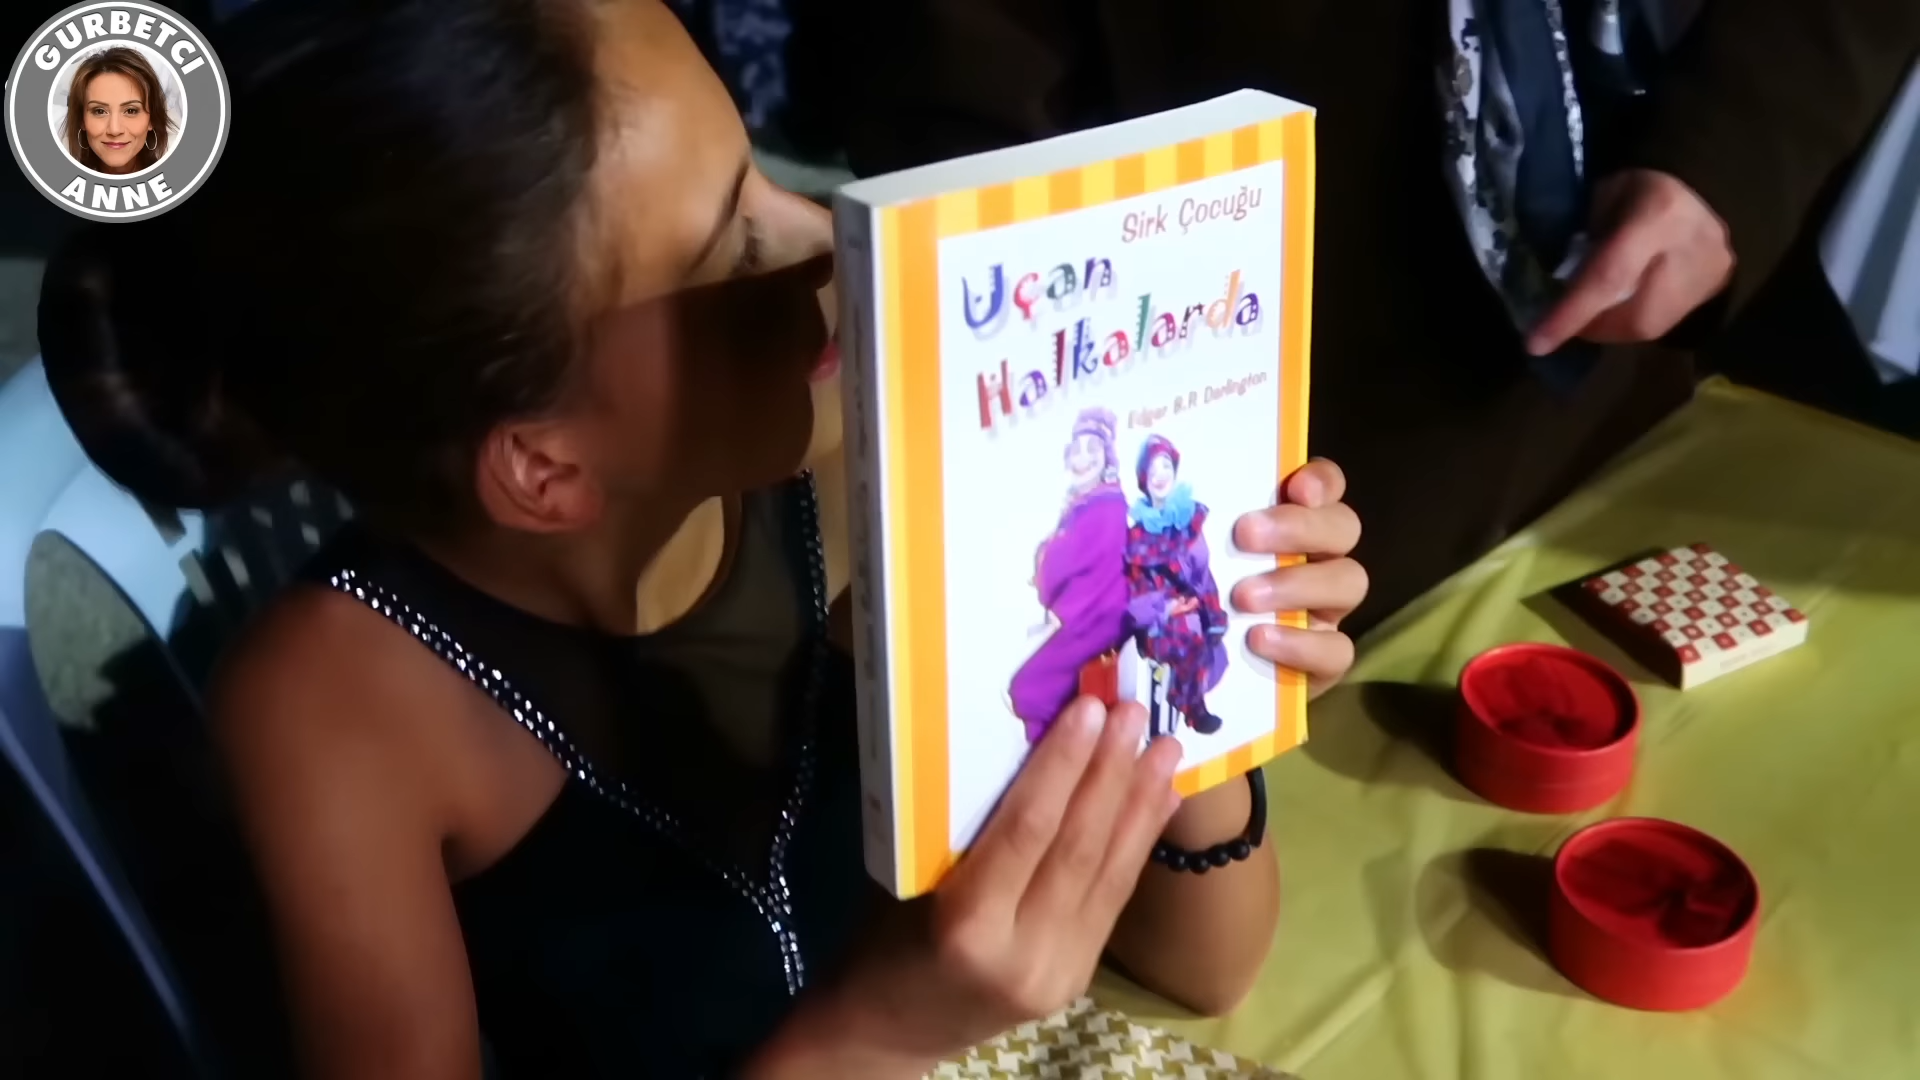 GURBETCI
ANNE
Sirk Çocuğu
Uçan
Halkalarda
Edgar B.P. Darlington